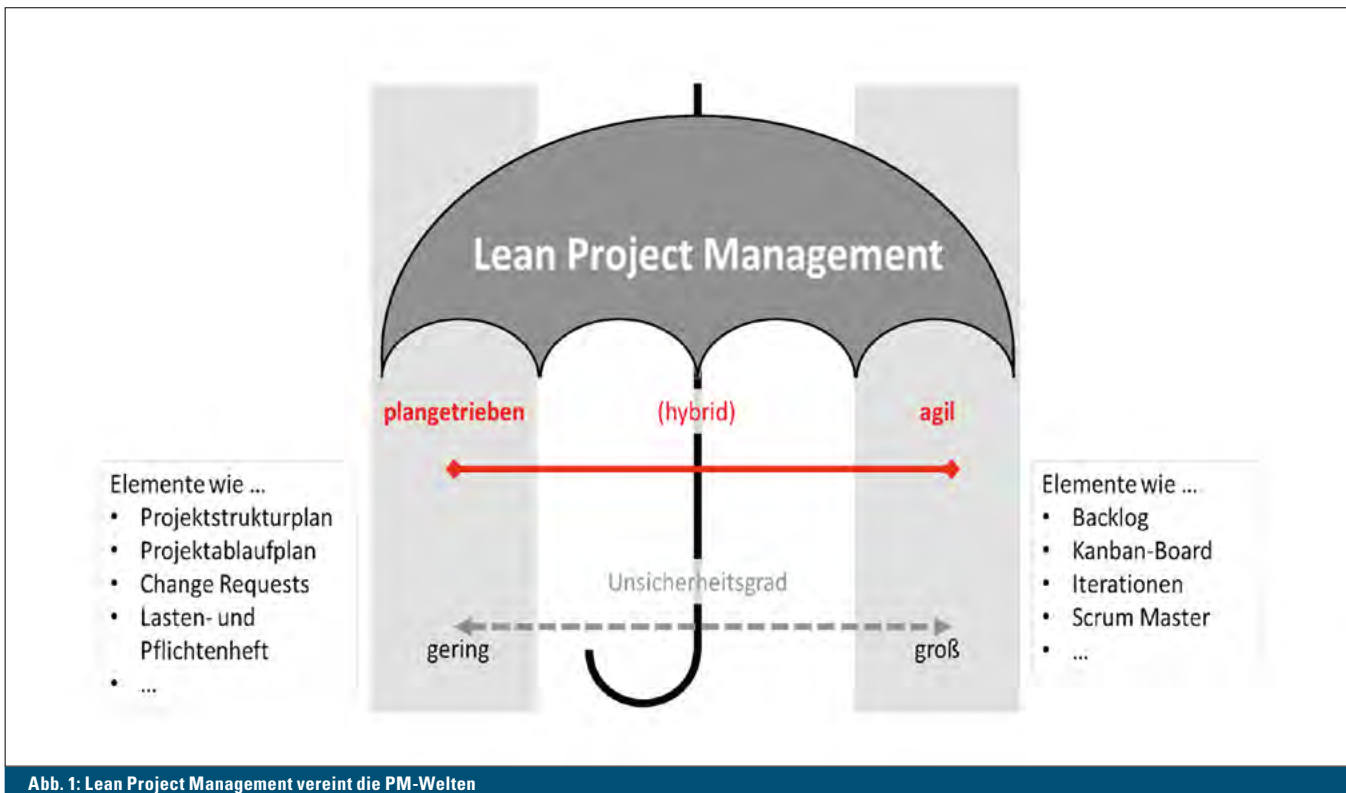 Lean Project Management
plangetrieben
(hybrid)
agil
Elemente wie ...
• Projektstrukturplan
• Projektablaufplan
• Change Requests
• Lasten- und
Pflichtenheft
• ...
Unsicherheitsgrad
gering
groß
Elemente wie ...
• Backlog
• Kanban-Board
• Iterationen
• Scrum Master
• ...
Abb. 1: Lean Project Management vereint die PM-Welten